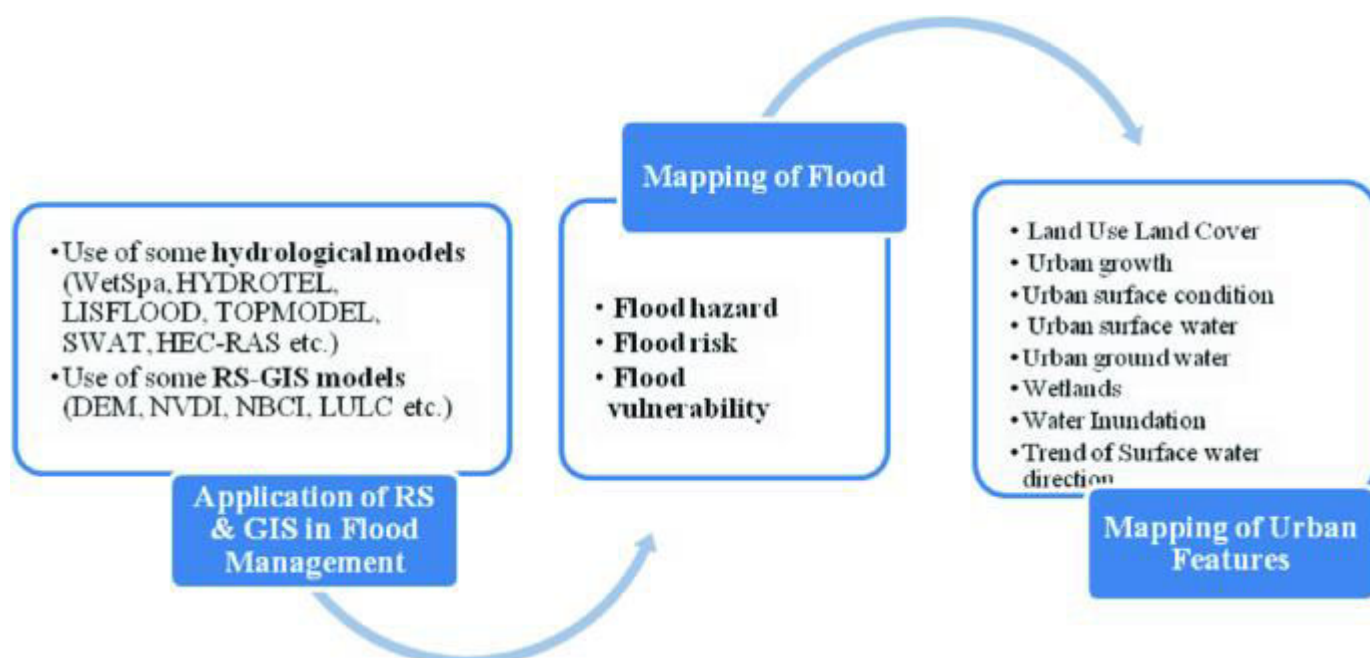 •Use of some hydrological models
(WetSpa, HYDROTEL,
LISFLOOD, TOPMODEL,
SWAT, HEC-RAS etc.)
•Use of some RS-GIS models
(DEM, NVDI, NBCI, LULC etc.)
Application of RS
& GIS in Flood
Management
Mapping of Flood
• Flood hazard
• Flood risk
• Flood
vulnerability
• Land Use Land Cover
• Urban growth
•Urban surface condition
• Urban surface water
•Urban ground water
•Wetlands
•Water Inundation
•Trend of Surface water
direction
Mapping of Urban
Features